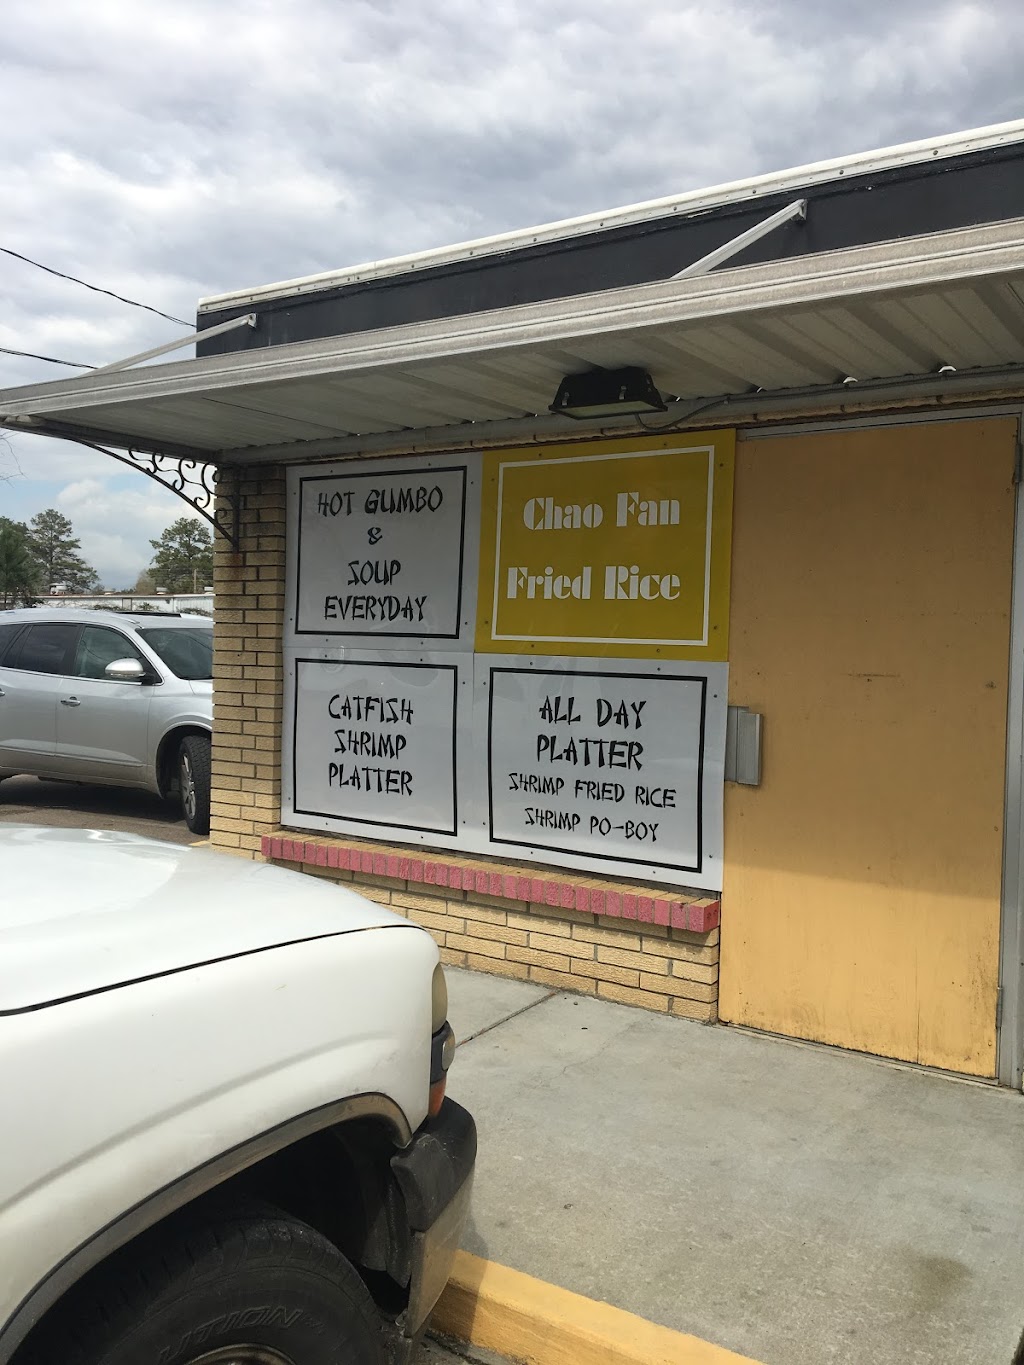 HOT GUMBO
&
SOUP
EVERYDAY
Chao Fan
Fried Rice
CATFISH
SHRIMP
PLATTER
ALL DAY
PLATTER
SHRIMP FRIED RICE
SHRIMP PO-BOY